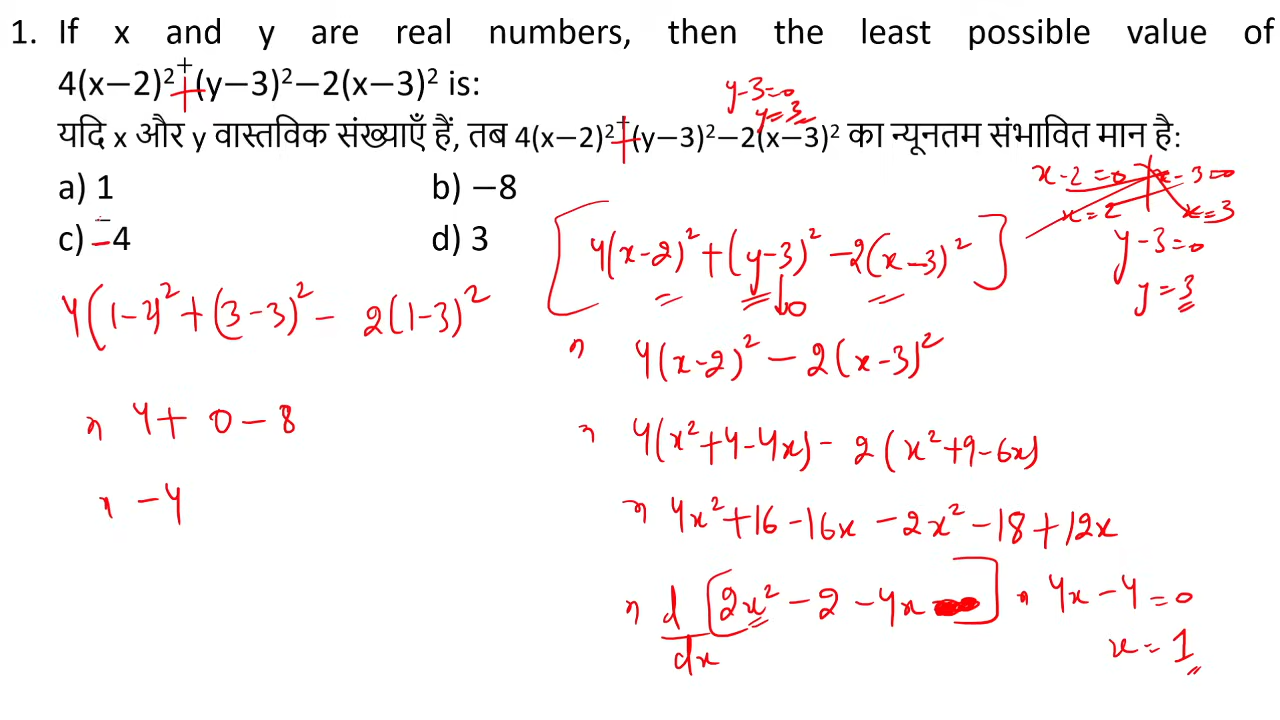 1. If x and y are real numbers, then the least possible value of
4(x−2)²+(y−3)²−2(x−3)² is:
y-3=0
y=3
यदि x और y वास्तविक संख्याएँ हैं, तब 4(x−2)²+(y−3)²−2(x−3)² का न्यूनतम संभावित मान है:
a) 1 b) −8
c) −4 d) 3
x-2=0 x-3=0
x=2 x=3
y-3=0
y=3
[4(x-2)²+(y-3)²-2(x-3)²]
↓0
4(x-2)²-2(x-3)²
4(x²+4-4x)-2(x²+9-6x)
4x²+16-16x-2x²-18+12x
d/dx [2x²-2-4x] 4x-4=0
x=1
4(1-2)²+(3-3)²-2(1-3)²
4+0-8
-4